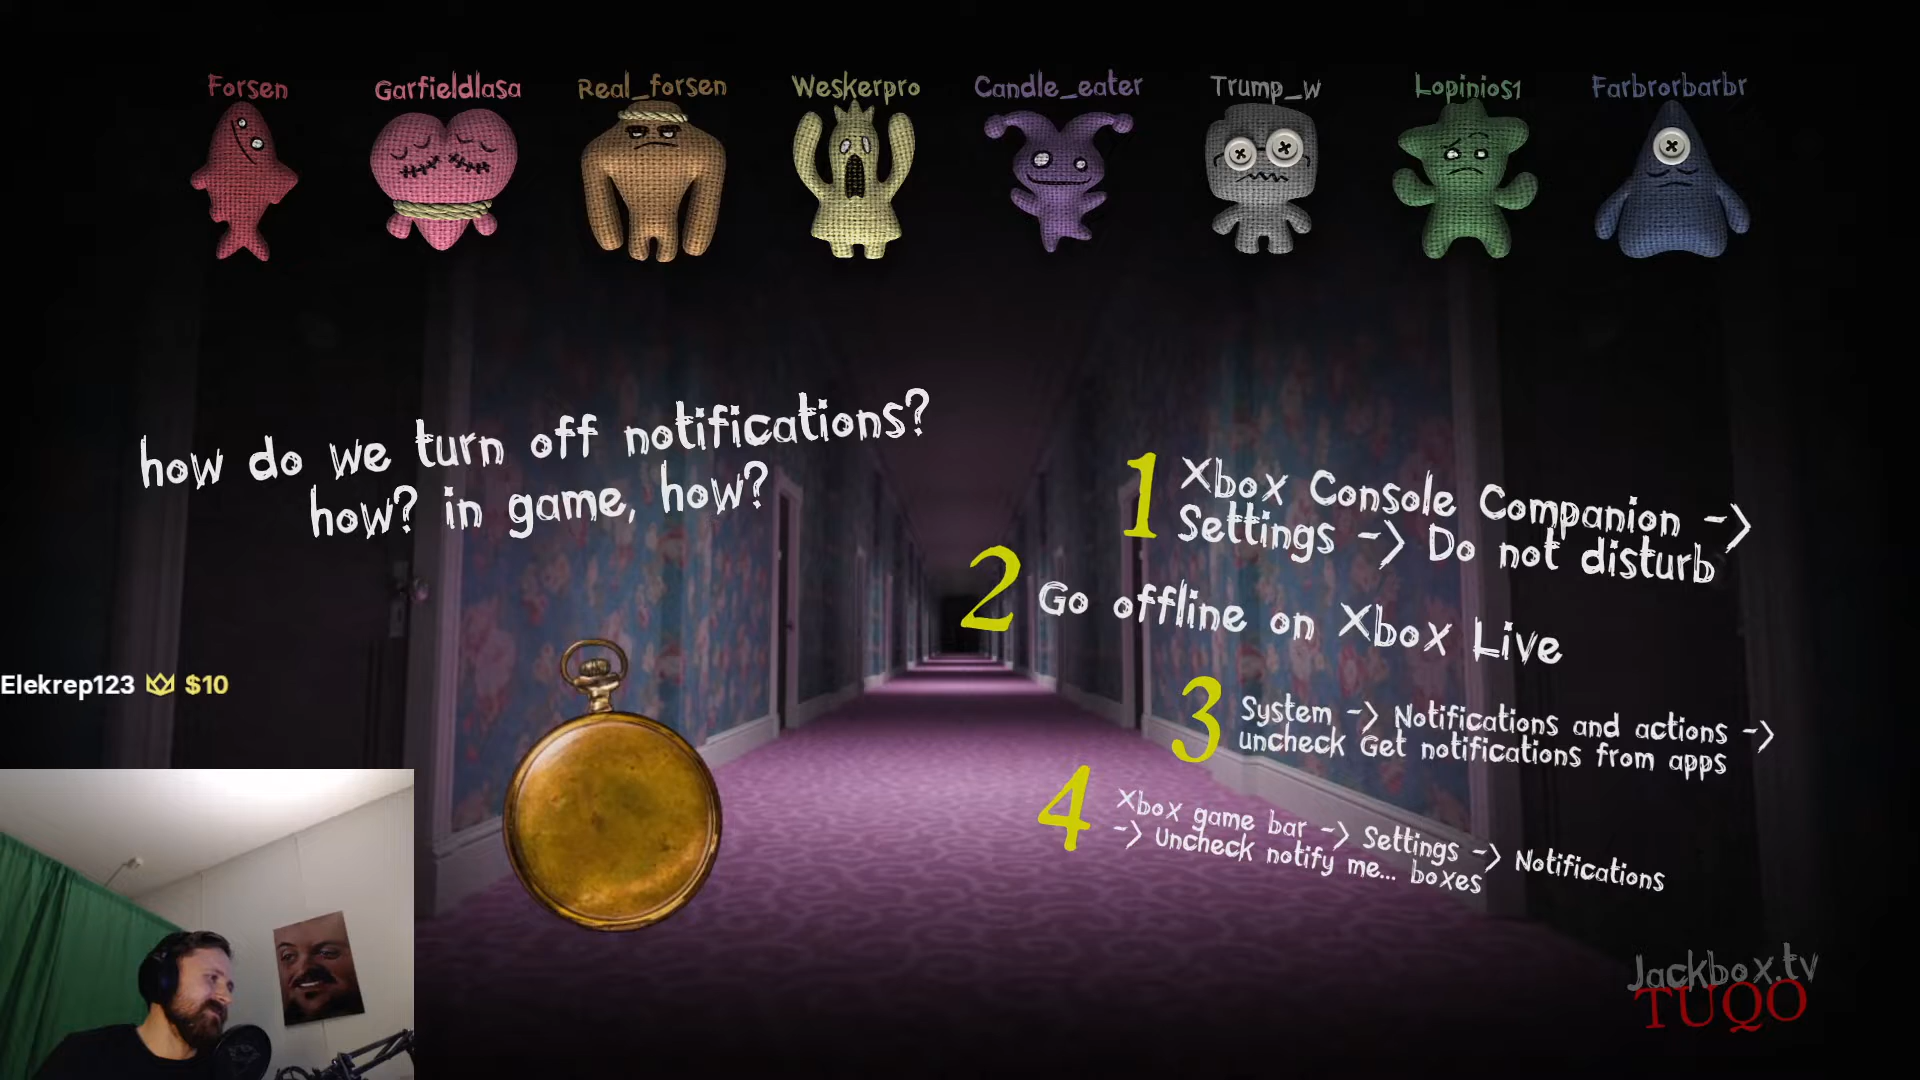 Forsen Garfieldlasa Real_forsen Weskerpro Candle_eater Trump_w Lopinios1 Farbrorbarbr
how do we turn off notifications?
how? in game, how?
1 Xbox Console Companion ->
Settings -> Do not disturb
2 Go offline on Xbox Live
3 System -> Notifications and actions ->
uncheck Get notifications from apps
4 Xbox game bar -> Settings -> Notifications
-> Uncheck notify me... boxes
Elekrep123 $10
Jackbox.tv
TUQO